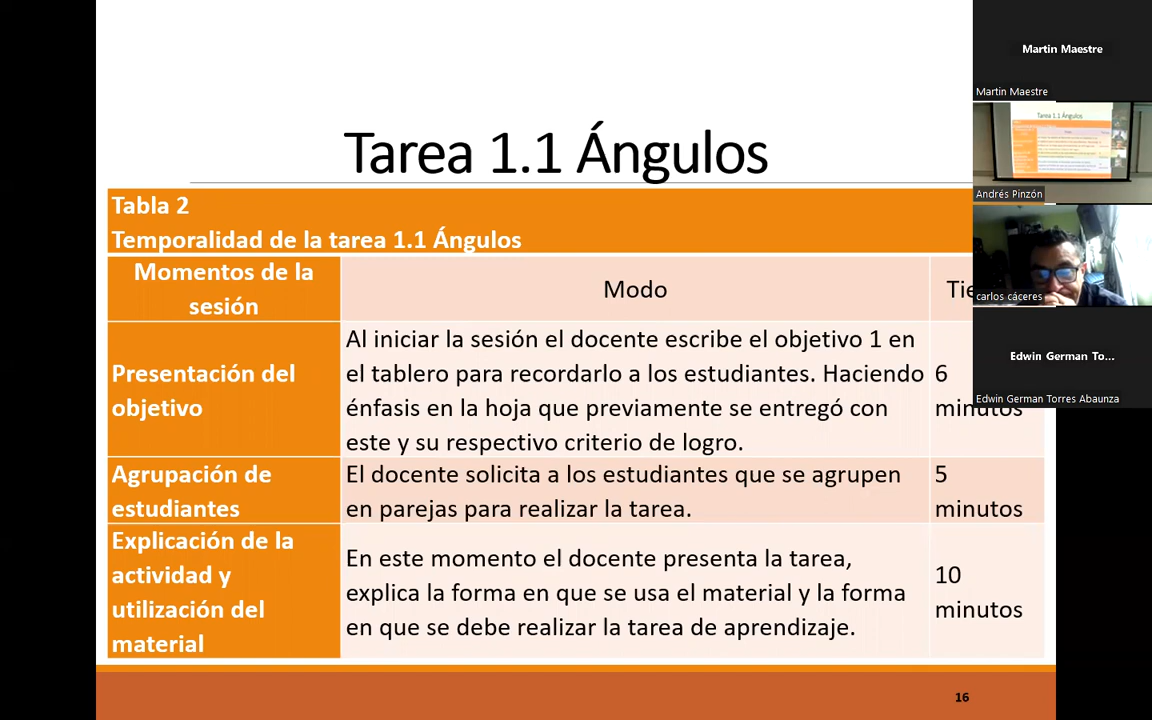 Tarea 1.1 Ángulos
Tabla 2
Temporalidad de la tarea 1.1 Ángulos
Momentos de la
sesión
Modo
Tie
Presentación del
objetivo
Al iniciar la sesión el docente escribe el objetivo 1 en
el tablero para recordarlo a los estudiantes. Haciendo
énfasis en la hoja que previamente se entregó con
este y su respectivo criterio de logro.
6
minutos
Agrupación de
estudiantes
El docente solicita a los estudiantes que se agrupen
en parejas para realizar la tarea.
5
minutos
Explicación de la
actividad y
utilización del
material
En este momento el docente presenta la tarea,
explica la forma en que se usa el material y la forma
en que se debe realizar la tarea de aprendizaje.
10
minutos
16
Martin Maestre
Martin Maestre
Tarea 1.1 Ángulos
Andrés Pinzón
carlos cáceres
Edwin German To...
Edwin German Torres Abaunza